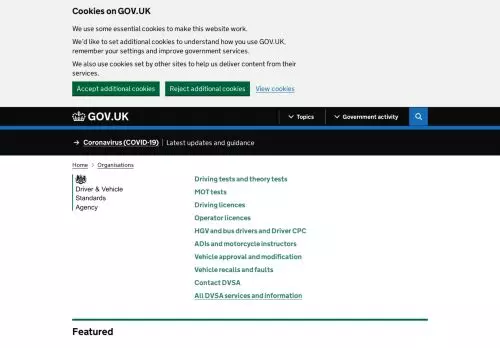 Cookies on GOV.UK
We use some essential cookies to make this website work.
We'd like to set additional cookies to understand how you use GOV.UK,
remember your settings and improve government services.
We also use cookies set by other sites to help us deliver content from their
services.
Accept additional cookies Reject additional cookies View cookies
GOV.UK Topics Government activity
→ Coronavirus (COVID-19) Latest updates and guidance
Home > Organisations
Driver & Vehicle
Standards
Agency
Driving tests and theory tests
MOT tests
Driving licences
Operator licences
HGV and bus drivers and Driver CPC
ADIs and motorcycle instructors
Vehicle approval and modification
Vehicle recalls and faults
Contact DVSA
All DVSA services and information
Featured